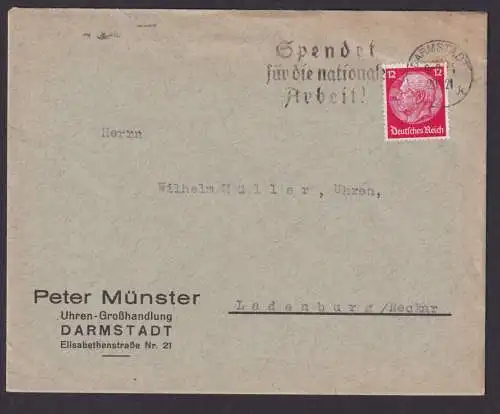 Spendet
für die nationale
Arbeit!
DARMSTADT
12 12
Deutsches Reich
Herrn
Wilhelm Müller, Uhren,
Ladenburg/Neckar
Peter Münster
Uhren-Großhandlung
DARMSTADT
Elisabethenstraße Nr. 21